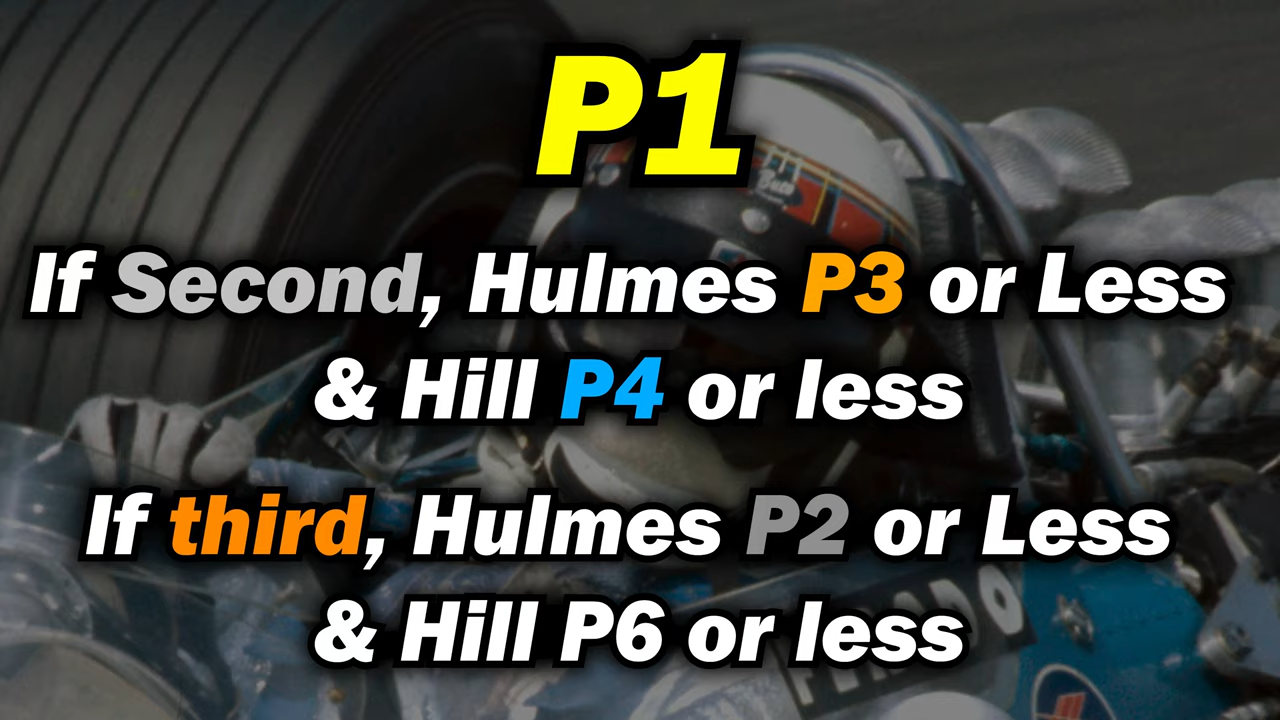 P1
If Second, Hulmes P3 or Less
& Hill P4 or less
If third, Hulmes P2 or Less
& Hill P6 or less